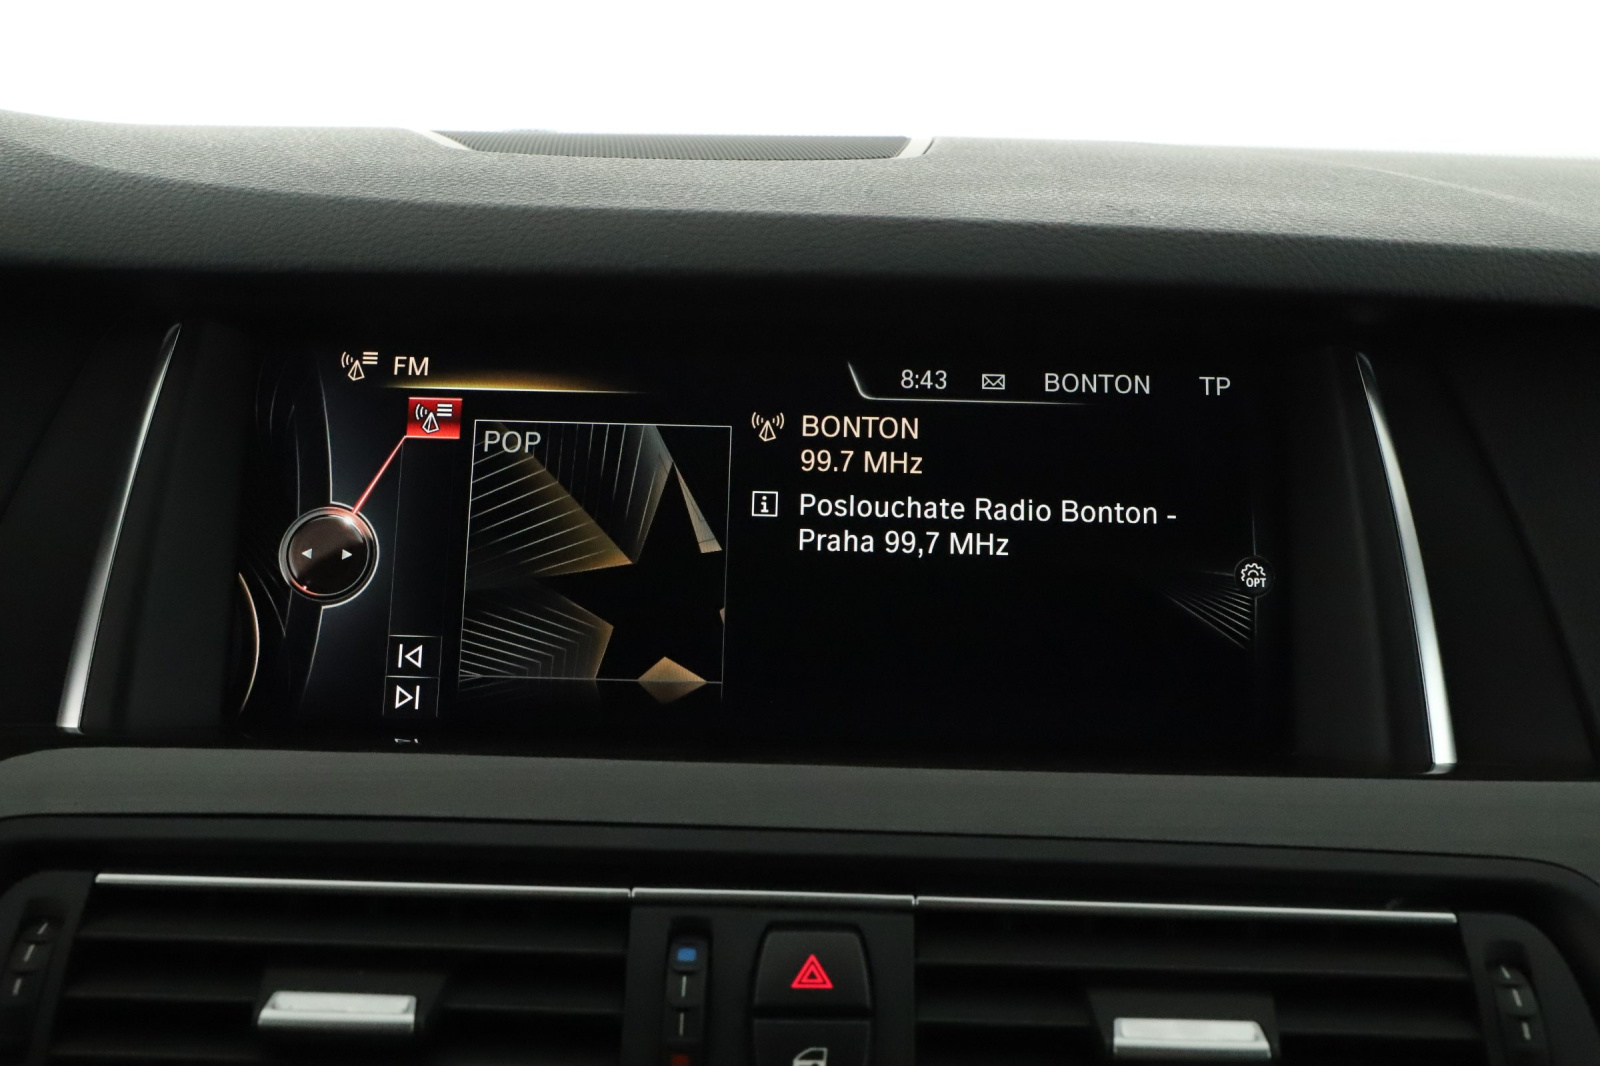 FM
8:43 BONTON TP
POP
BONTON
99.7 MHz
Poslouchate Radio Bonton -
Praha 99,7 MHz
OPT